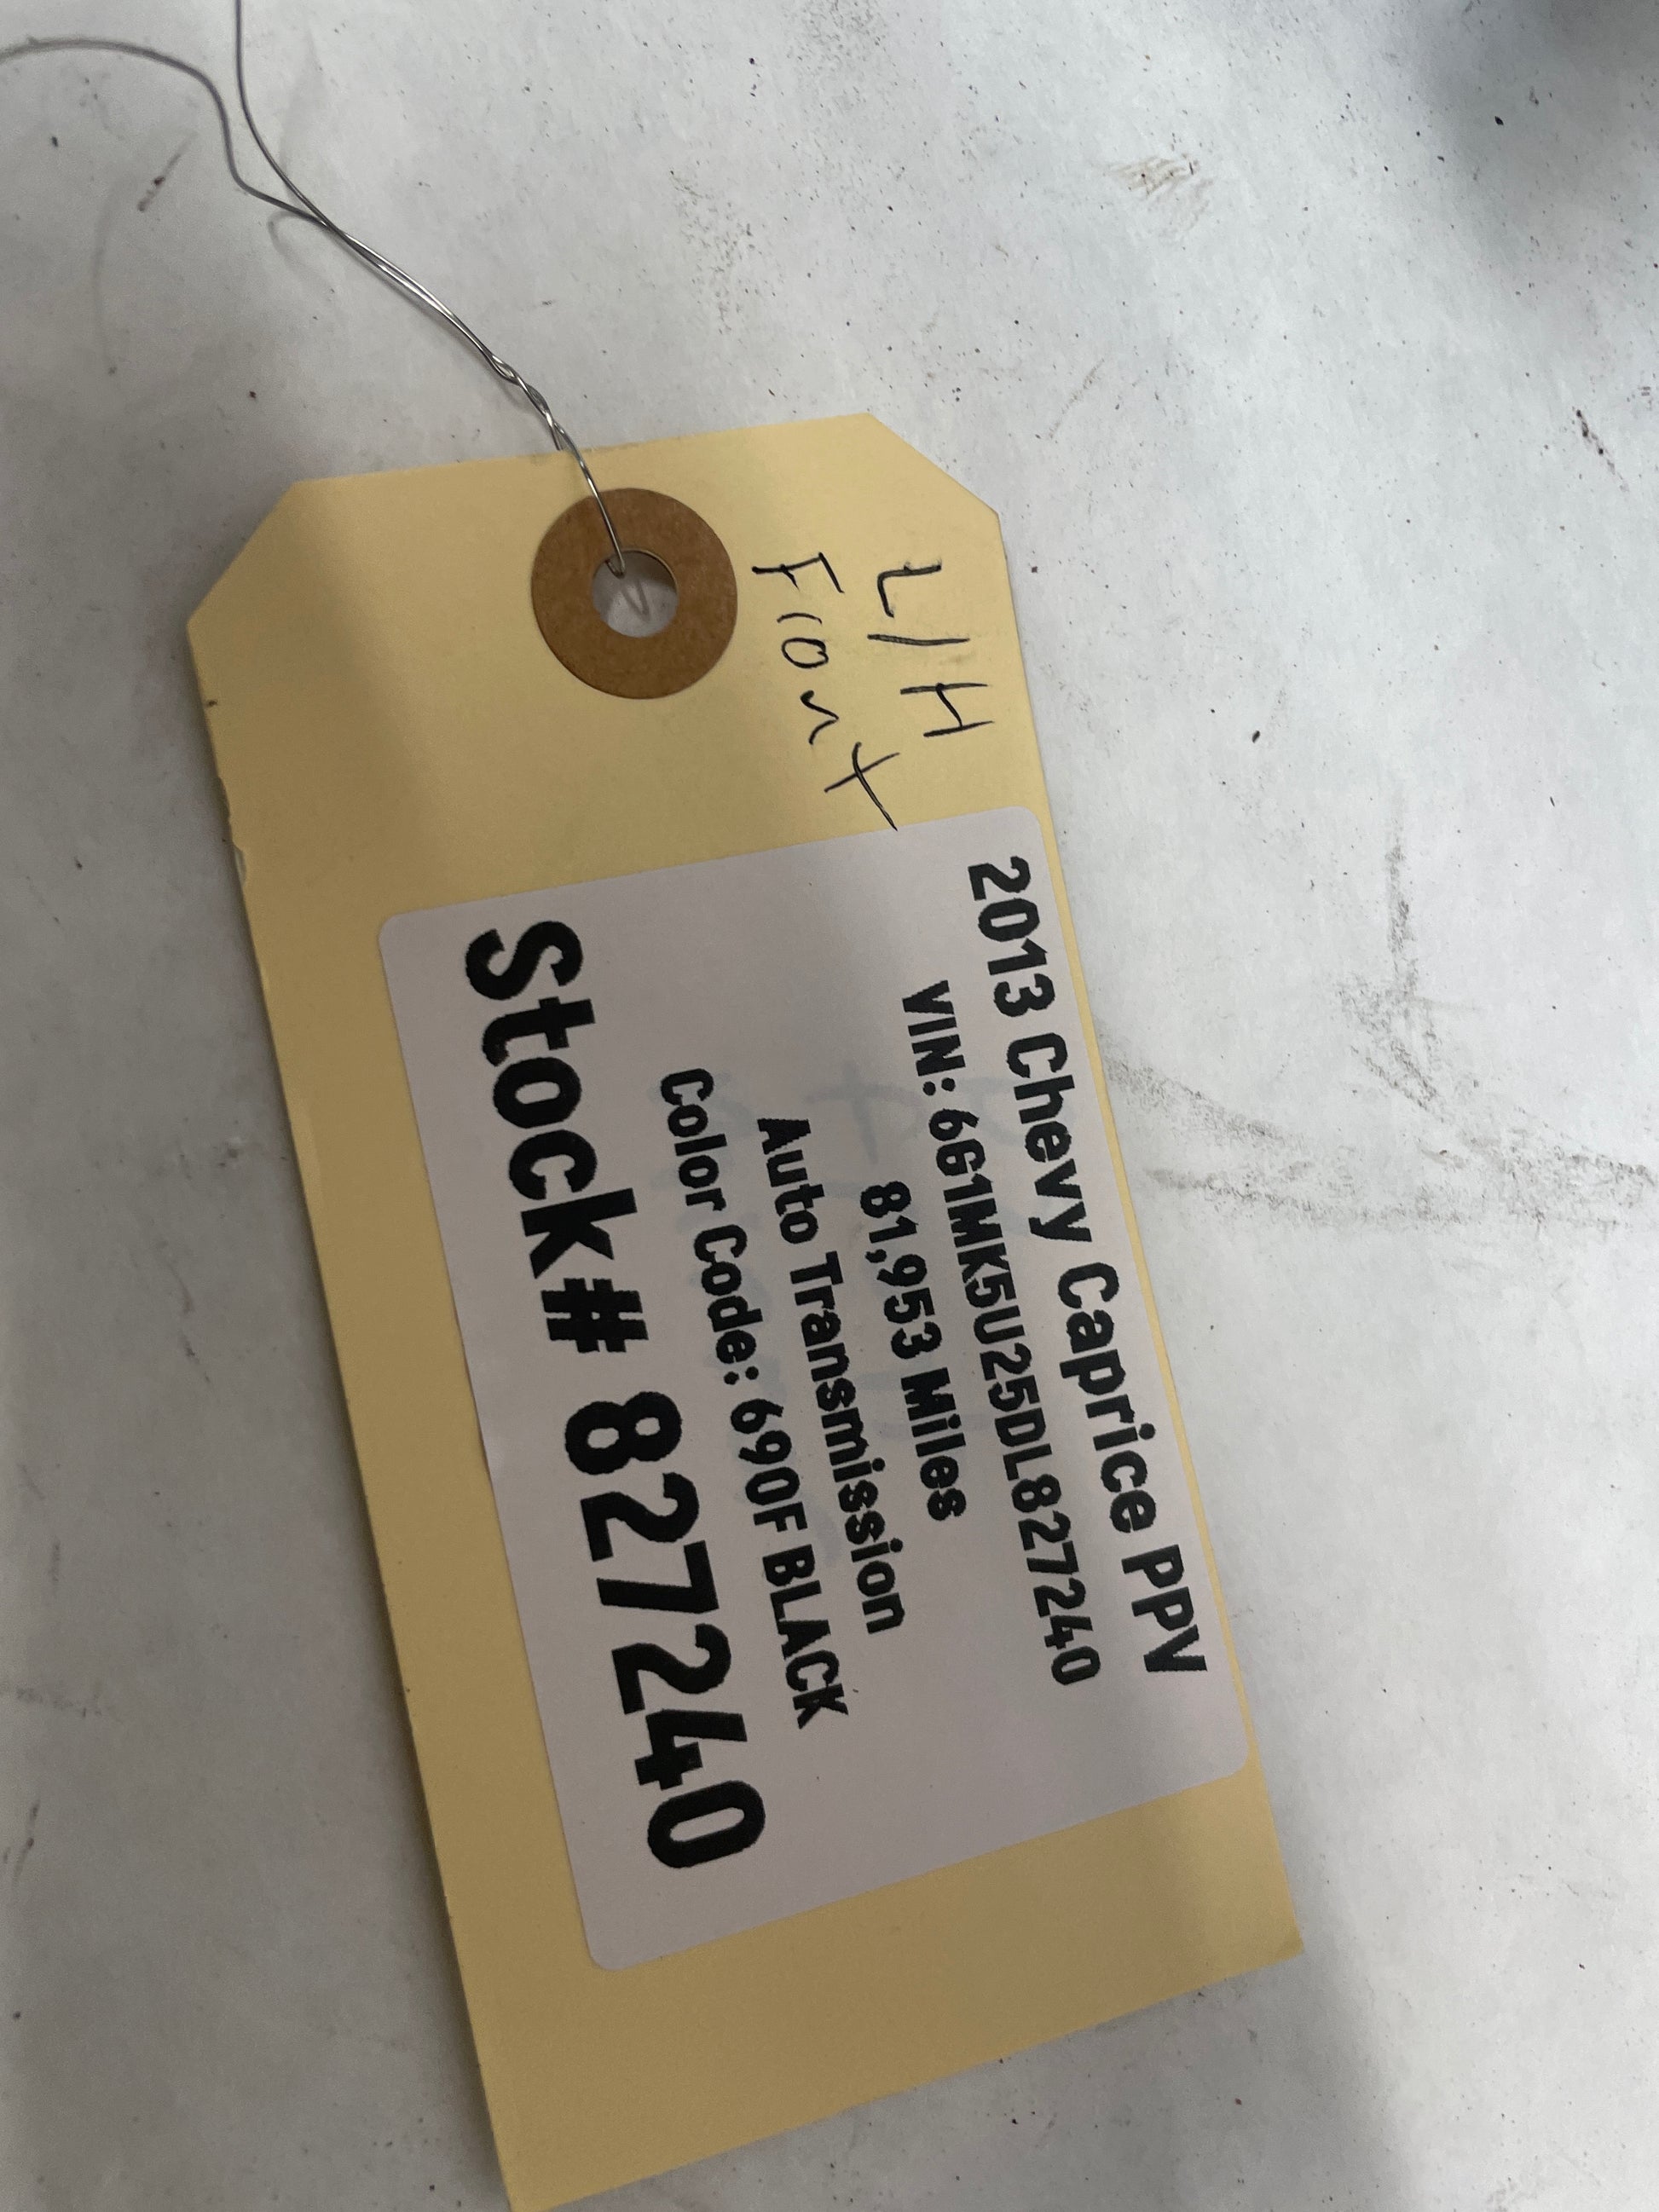 L/H
Front
2013 Chevy Caprice PPV
VIN: 6G1MK5U25DL827240
81,953 Miles
Auto Transmission
Color Code: 690F BLACK
Stock# 827240